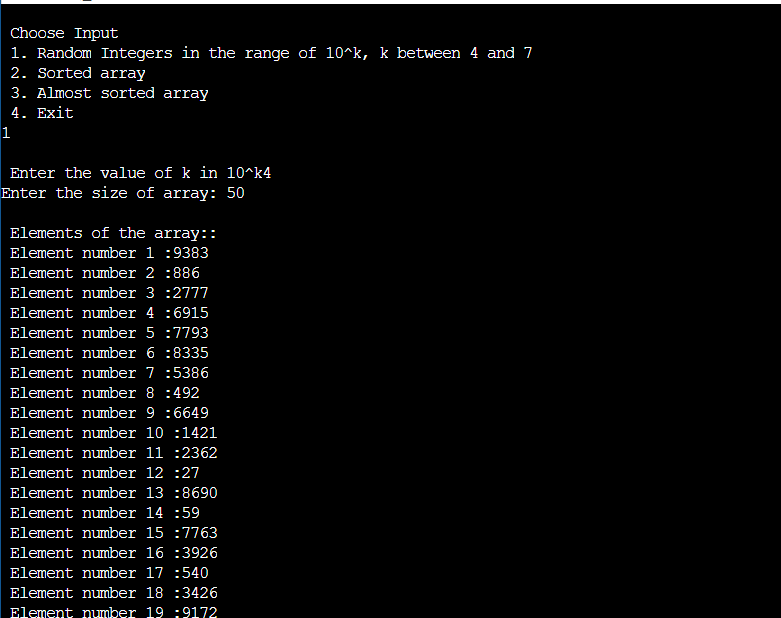 Choose Input
1. Random Integers in the range of 10^k, k between 4 and 7
2. Sorted array
3. Almost sorted array
4. Exit
1
Enter the value of k in 10^k4
Enter the size of array: 50
Elements of the array::
Element number 1 :9383
Element number 2 :886
Element number 3 :2777
Element number 4 :6915
Element number 5 :7793
Element number 6 :8335
Element number 7 :5386
Element number 8 :492
Element number 9 :6649
Element number 10 :1421
Element number 11 :2362
Element number 12 :27
Element number 13 :8690
Element number 14 :59
Element number 15 :7763
Element number 16 :3926
Element number 17 :540
Element number 18 :3426
Element number 19 :9172